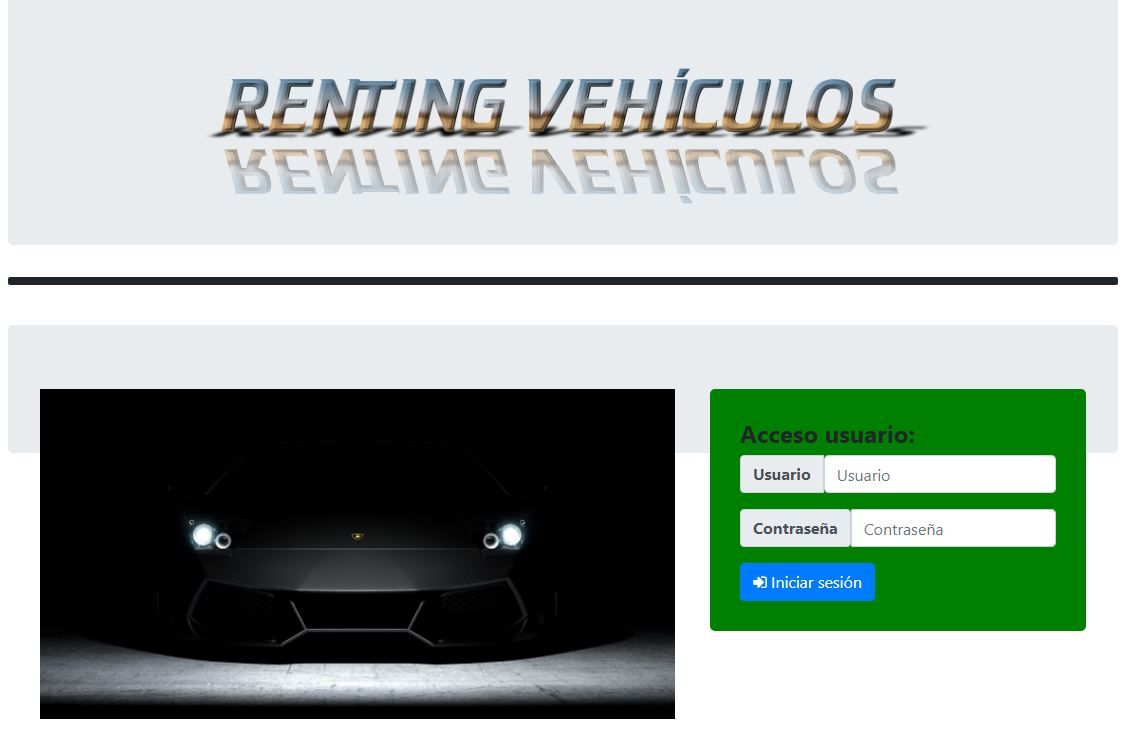 RENTING VEHÍCULOS
Acceso usuario:
Usuario Usuario
Contraseña Contraseña
Iniciar sesión